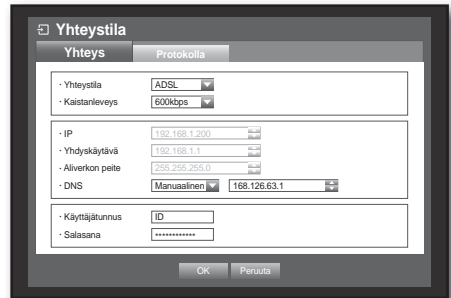 Yhteystila
Yhteys Protokolla
· Yhteystila ADSL
· Kaistanleveys 600kbps
· IP 192.168.1.200
· Yhdyskäytävä 192.168.1.1
· Aliverkon peite 255.255.255.0
· DNS Manuaalinen 168.126.63.1
· Käyttäjätunnus ID
· Salasana ************
OK Peruuta